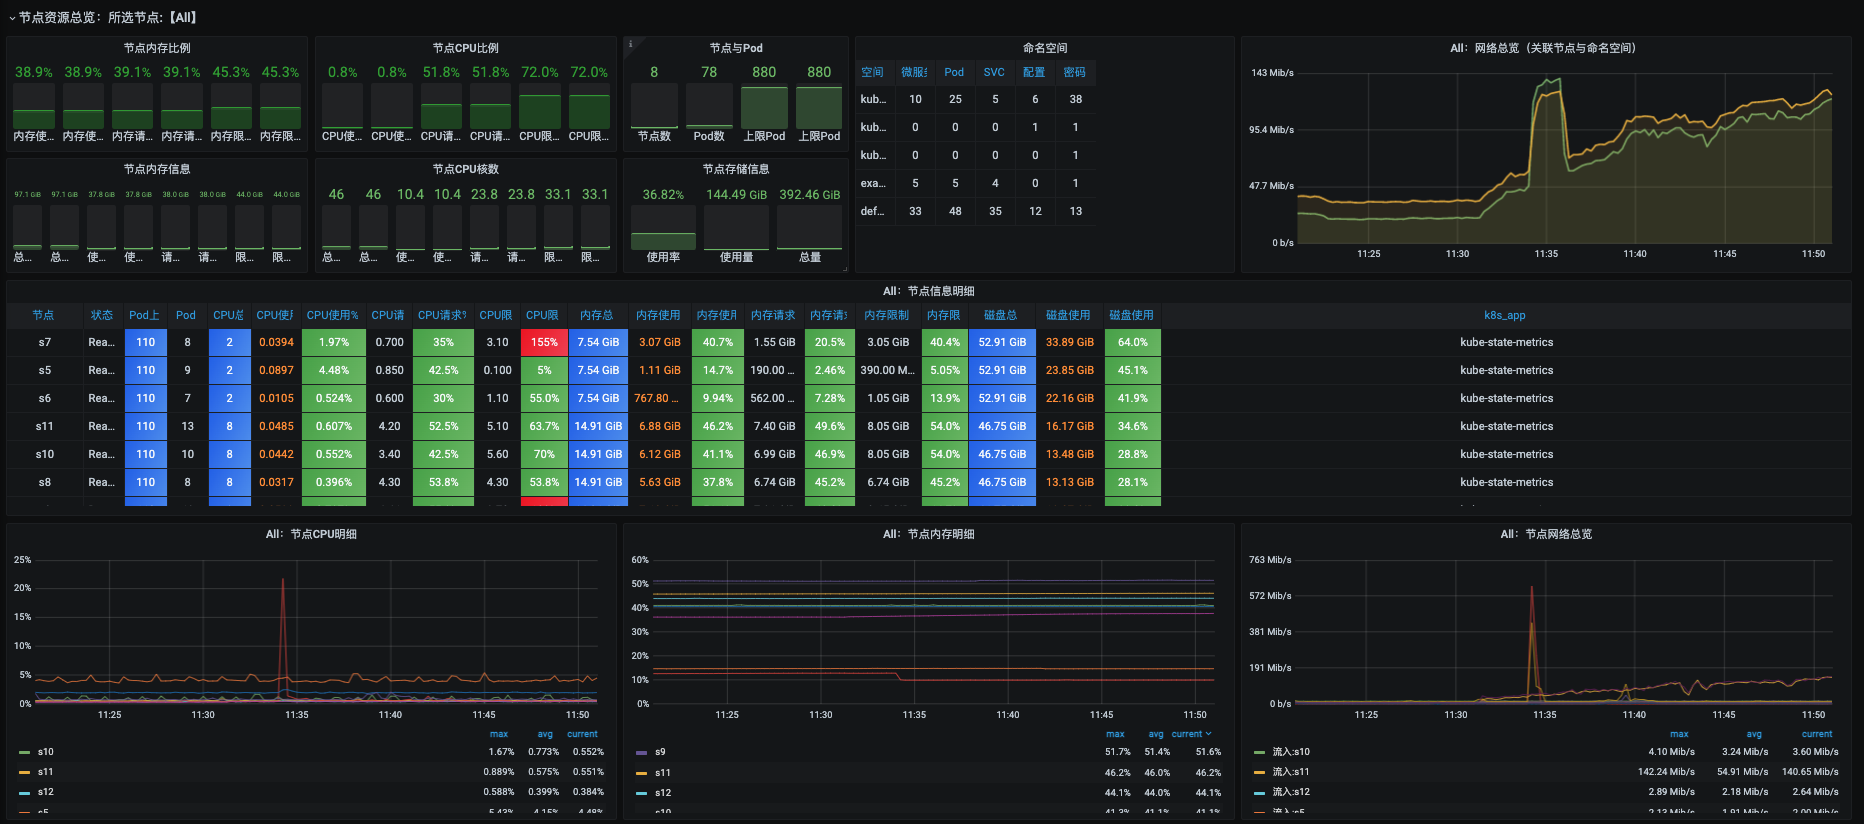 节点资源总览：所选节点:【All】
节点内存比例
38.9% 38.9% 39.1% 39.1% 45.3% 45.3%
内存使... 内存使... 内存请... 内存请... 内存限... 内存限...
节点CPU比例
0.8% 0.8% 51.8% 51.8% 72.0% 72.0%
CPU使... CPU使... CPU请... CPU请... CPU限... CPU限...
i
节点与Pod
8 78 880 880
节点数 Pod数 上限Pod 上限Pod
节点内存信息
97.1 GiB 97.1 GiB 37.8 GiB 37.8 GiB 38.0 GiB 38.0 GiB 44.0 GiB 44.0 GiB
总... 总... 使... 使... 请... 请... 限... 限...
节点CPU核数
46 46 10.4 10.4 23.8 23.8 33.1 33.1
总... 总... 使... 使... 请... 请... 限... 限...
节点存储信息
36.82% 144.49 GiB 392.46 GiB
使用率 使用量 总量
命名空间
空间 微服务 Pod SVC 配置 密码
kub... 10 25 5 6 38
kub... 0 0 0 1 1
kub... 0 0 0 0 1
exa... 5 5 4 0 1
def... 33 48 35 12 13
All：网络总览（关联节点与命名空间）
143 Mib/s
95.4 Mib/s
47.7 Mib/s
0 b/s
11:25 11:30 11:35 11:40 11:45 11:50
All：节点信息明细
节点 状态 Pod上 Pod CPU总 CPU使用 CPU使用% CPU请 CPU请求% CPU限 CPU限 内存总 内存使用 内存使用 内存请求 内存请求 内存限制 内存限 磁盘总 磁盘使用 磁盘使用 k8s_app
s7 Rea... 110 8 2 0.0394 1.97% 0.700 35% 3.10 155% 7.54 GiB 3.07 GiB 40.7% 1.55 GiB 20.5% 3.05 GiB 40.4% 52.91 GiB 33.89 GiB 64.0% kube-state-metrics
s5 Rea... 110 9 2 0.0897 4.48% 0.850 42.5% 0.100 5% 7.54 GiB 1.11 GiB 14.7% 190.00 ... 2.46% 390.00 M... 5.05% 52.91 GiB 23.85 GiB 45.1% kube-state-metrics
s6 Rea... 110 7 2 0.0105 0.524% 0.600 30% 1.10 55.0% 7.54 GiB 767.80 ... 9.94% 562.00 ... 7.28% 1.05 GiB 13.9% 52.91 GiB 22.16 GiB 41.9% kube-state-metrics
s11 Rea... 110 13 8 0.0485 0.607% 4.20 52.5% 5.10 63.7% 14.91 GiB 6.88 GiB 46.2% 7.40 GiB 49.6% 8.05 GiB 54.0% 46.75 GiB 16.17 GiB 34.6% kube-state-metrics
s10 Rea... 110 10 8 0.0442 0.552% 3.40 42.5% 5.60 70% 14.91 GiB 6.12 GiB 41.1% 6.99 GiB 46.9% 8.05 GiB 54.0% 46.75 GiB 13.48 GiB 28.8% kube-state-metrics
s8 Rea... 110 8 8 0.0317 0.396% 4.30 53.8% 4.30 53.8% 14.91 GiB 5.63 GiB 37.8% 6.74 GiB 45.2% 6.74 GiB 45.2% 46.75 GiB 13.13 GiB 28.1% kube-state-metrics
All：节点CPU明细
25%
20%
15%
10%
5%
0%
11:25 11:30 11:35 11:40 11:45 11:50
max avg current
s10 1.67% 0.773% 0.552%
s11 0.889% 0.575% 0.551%
s12 0.588% 0.399% 0.384%
s5 5.43% 4.15% 4.48%
All：节点内存明细
60%
50%
40%
30%
20%
10%
0%
11:25 11:30 11:35 11:40 11:45 11:50
max avg current
s9 51.7% 51.4% 51.6%
s11 46.2% 46.0% 46.2%
s12 44.1% 44.0% 44.1%
s10 41.3% 41.1% 41.1%
All：节点网络总览
763 Mib/s
572 Mib/s
381 Mib/s
191 Mib/s
0 b/s
11:25 11:30 11:35 11:40 11:45 11:50
max avg current
流入:s10 4.10 Mib/s 3.24 Mib/s 3.60 Mib/s
流入:s11 142.24 Mib/s 54.91 Mib/s 140.65 Mib/s
流入:s12 2.89 Mib/s 2.18 Mib/s 2.64 Mib/s
流入:s5 2.13 Mib/s 1.91 Mib/s 2.00 Mib/s